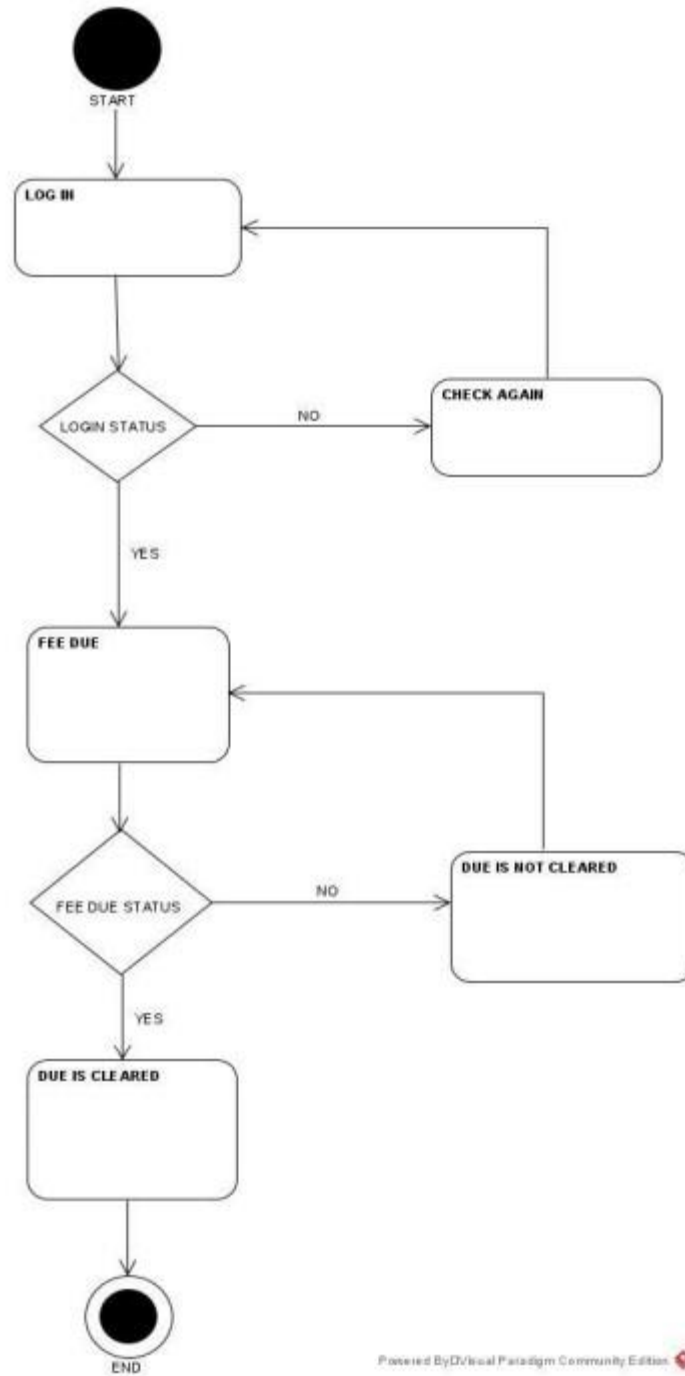 START
LOG IN
LOGIN STATUS
NO
CHECK AGAIN
YES
FEE DUE
FEE DUE STATUS
NO
DUE IS NOT CLEARED
YES
DUE IS CLEARED
END
Powered By Visual Paradigm Community Edition